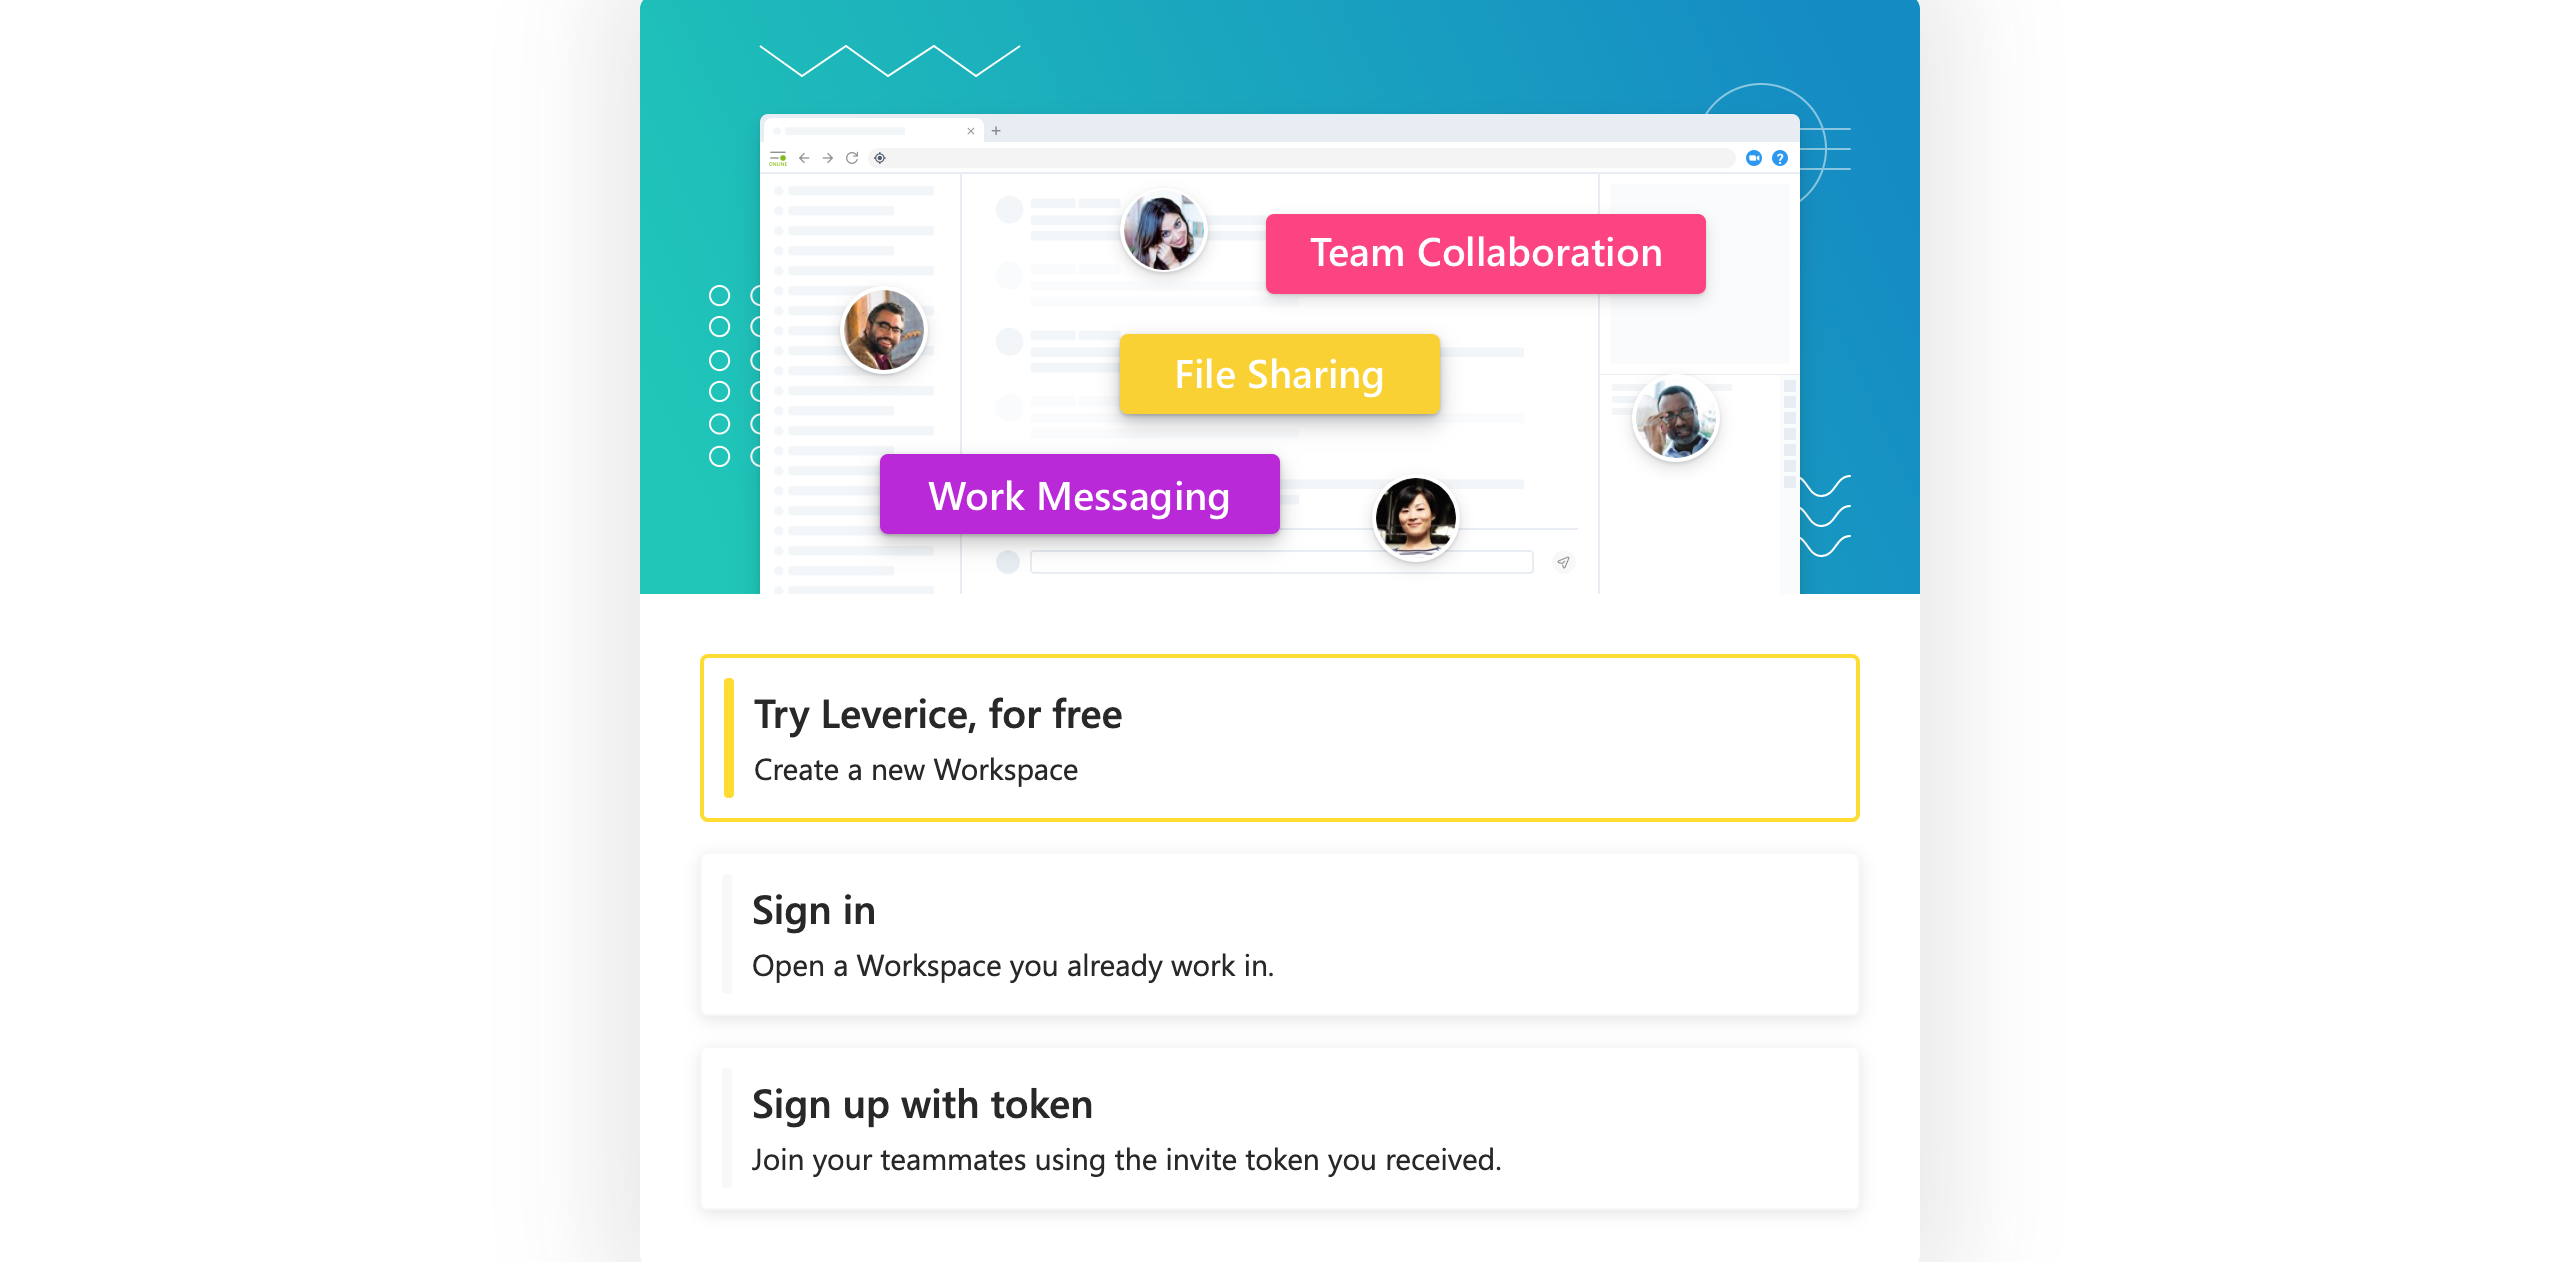 ONLINE
Team Collaboration
File Sharing
Work Messaging
Try Leverice, for free
Create a new Workspace
Sign in
Open a Workspace you already work in.
Sign up with token
Join your teammates using the invite token you received.